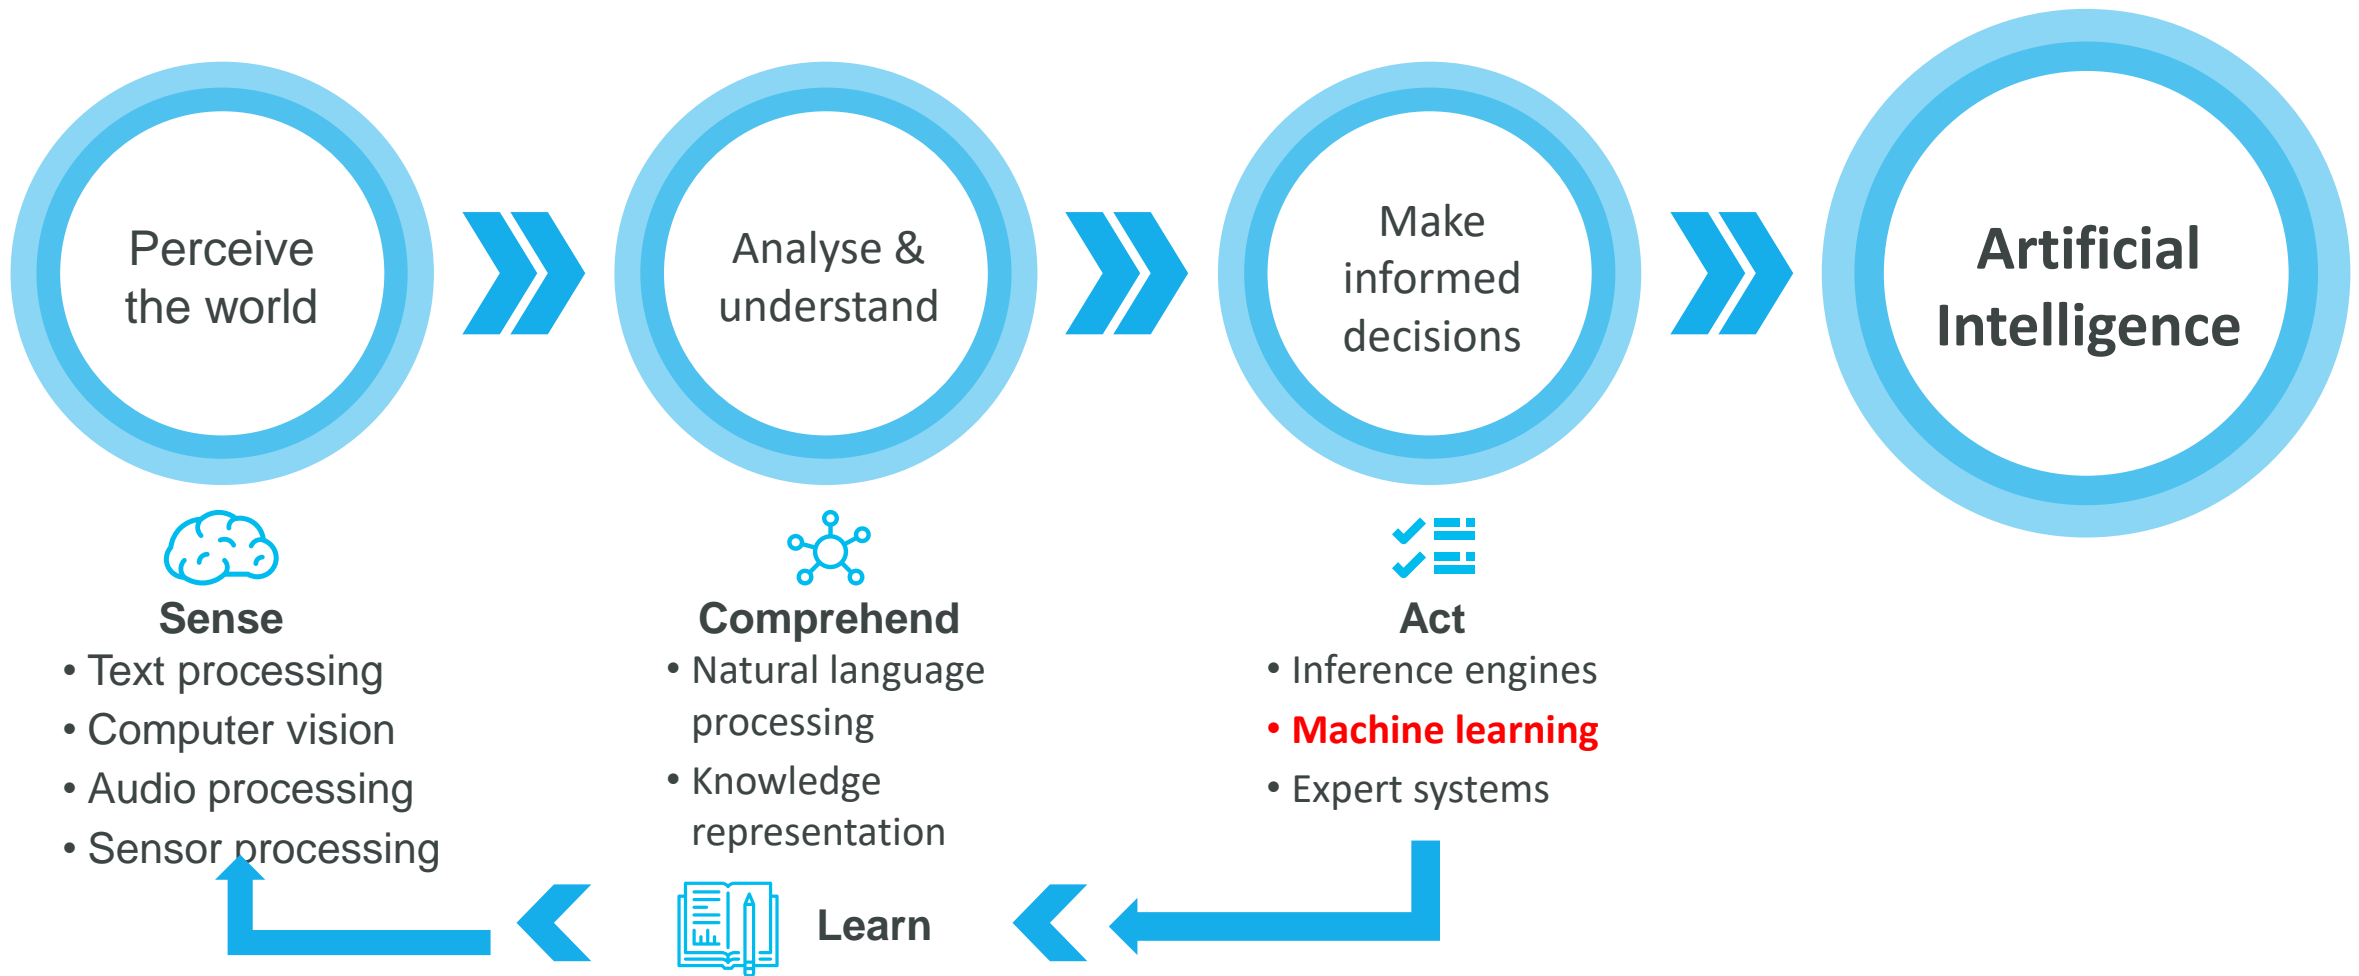 Perceive
the world
Analyse &
understand
Make
informed
decisions
Artificial
Intelligence
Sense
• Text processing
• Computer vision
• Audio processing
• Sensor processing
Comprehend
• Natural language
processing
• Knowledge
representation
Act
• Inference engines
• Machine learning
• Expert systems
Learn